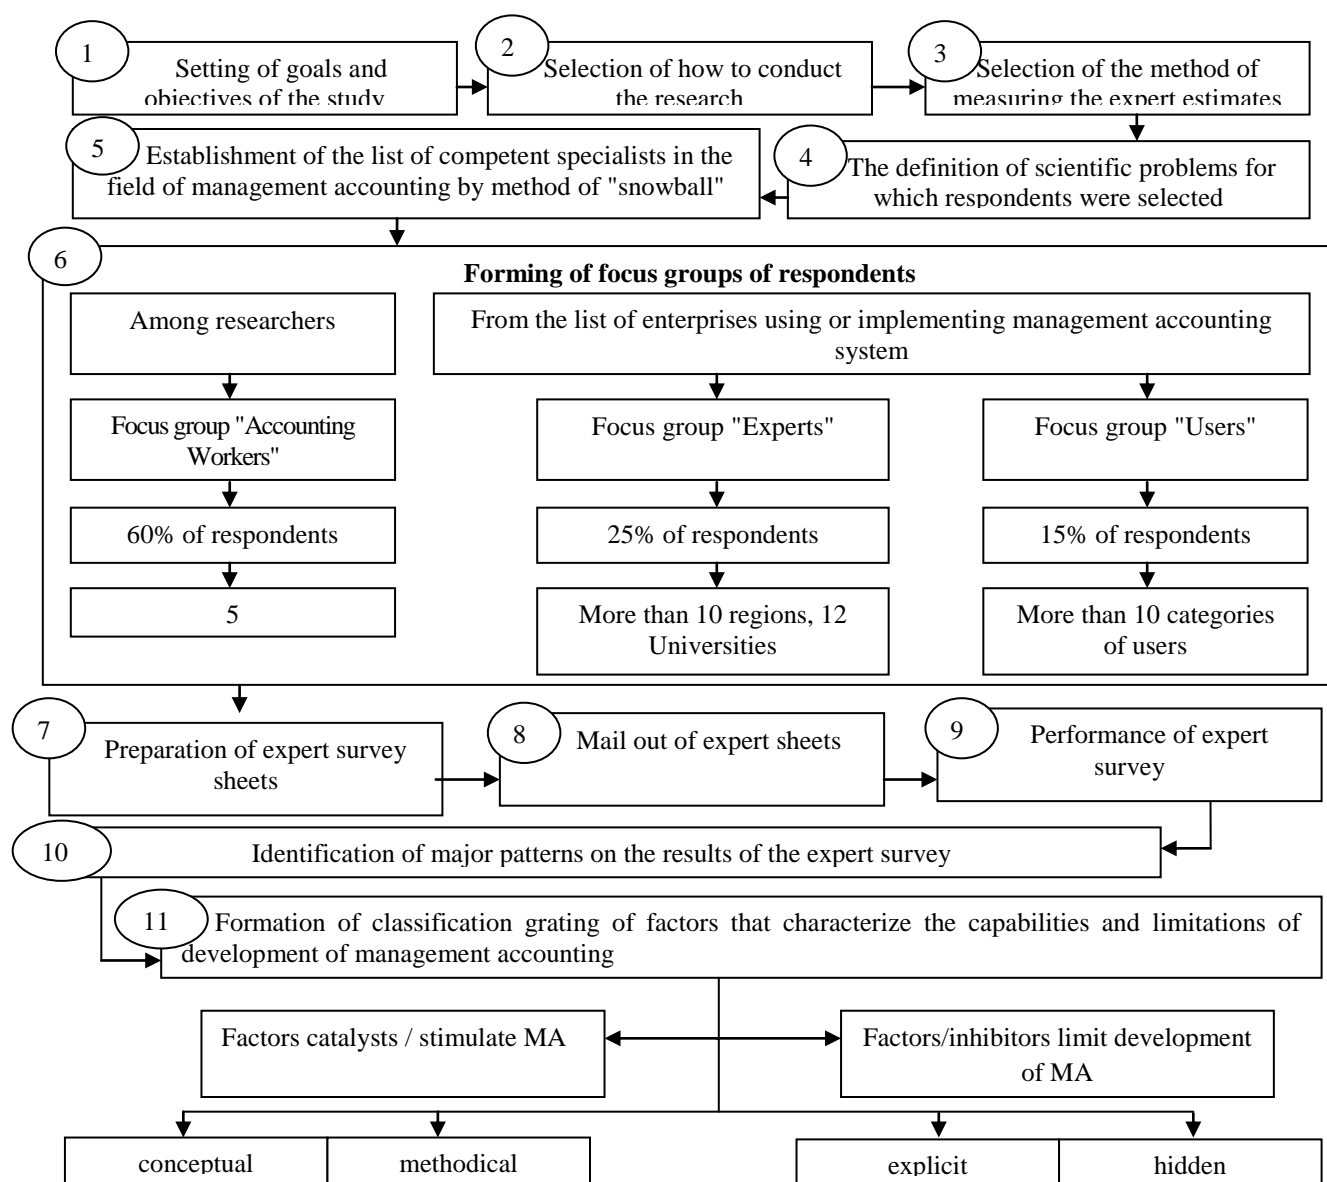 1
Setting of goals and
objectives of the study
2
Selection of how to conduct
the research
3
Selection of the method of
measuring the expert estimates
4
The definition of scientific problems for
which respondents were selected
5
Establishment of the list of competent specialists in the
field of management accounting by method of "snowball"
6
Forming of focus groups of respondents
Among researchers
From the list of enterprises using or implementing management accounting
system
Focus group "Accounting
Workers"
Focus group "Experts"
Focus group "Users"
60% of respondents
25% of respondents
15% of respondents
5
More than 10 regions, 12
Universities
More than 10 categories
of users
7
Preparation of expert survey
sheets
8
Mail out of expert sheets
9
Performance of expert
survey
10
Identification of major patterns on the results of the expert survey
11
Formation of classification grating of factors that characterize the capabilities and limitations of
development of management accounting
Factors catalysts / stimulate MA
Factors/inhibitors limit development
of MA
conceptual
methodical
explicit
hidden